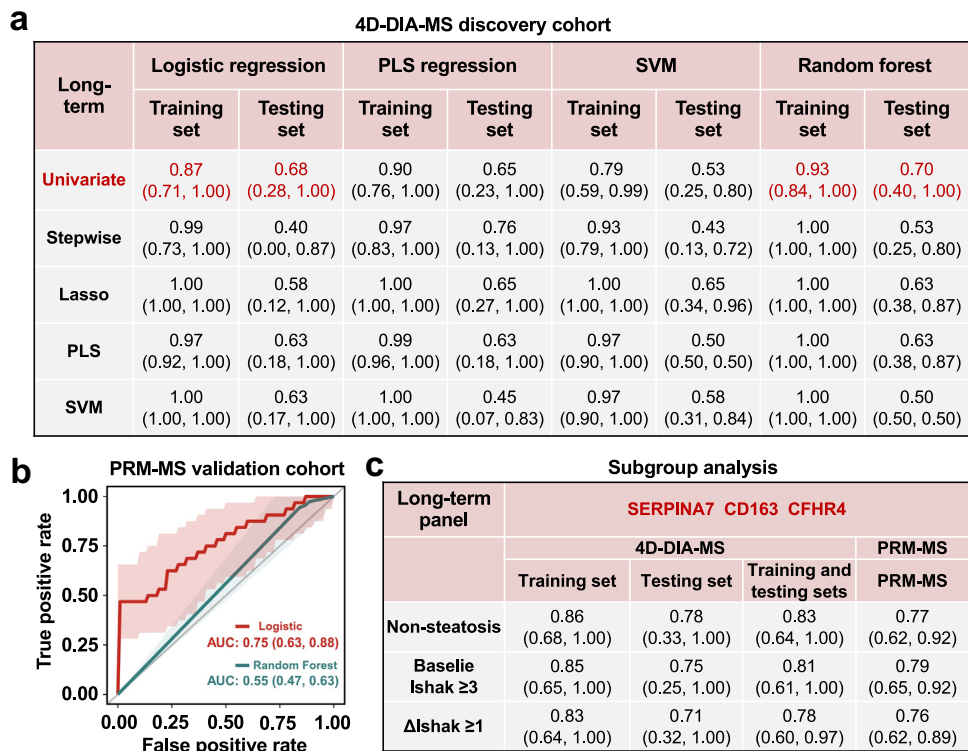 a
4D-DIA-MS discovery cohort
Long-term
Logistic regression
PLS regression
SVM
Random forest
Training set
Testing set
Training set
Testing set
Training set
Testing set
Training set
Testing set
Univariate
0.87 0.68 0.90 0.65 0.79 0.53 0.93 0.70
(0.71, 1.00) (0.28, 1.00) (0.76, 1.00) (0.23, 1.00) (0.59, 0.99) (0.25, 0.80) (0.84, 1.00) (0.40, 1.00)
Stepwise
0.99 0.40 0.97 0.76 0.93 0.43 1.00 0.53
(0.73, 1.00) (0.00, 0.87) (0.83, 1.00) (0.13, 1.00) (0.79, 1.00) (0.13, 0.72) (1.00, 1.00) (0.25, 0.80)
Lasso
1.00 0.58 1.00 0.65 1.00 0.65 1.00 0.63
(1.00, 1.00) (0.12, 1.00) (1.00, 1.00) (0.27, 1.00) (1.00, 1.00) (0.34, 0.96) (1.00, 1.00) (0.38, 0.87)
PLS
0.97 0.63 0.99 0.63 0.97 0.50 1.00 0.63
(0.92, 1.00) (0.18, 1.00) (0.96, 1.00) (0.18, 1.00) (0.90, 1.00) (0.50, 0.50) (1.00, 1.00) (0.38, 0.87)
SVM
1.00 0.63 1.00 0.45 0.97 0.58 1.00 0.50
(1.00, 1.00) (0.17, 1.00) (1.00, 1.00) (0.07, 0.83) (0.90, 1.00) (0.31, 0.84) (1.00, 1.00) (0.50, 0.50)
b
PRM-MS validation cohort
True positive rate
1.00
0.75
0.50
0.25
0.00
Logistic
AUC: 0.75 (0.63, 0.88)
Random Forest
AUC: 0.55 (0.47, 0.63)
0.00 0.25 0.50 0.75 1.00
False positive rate
c
Subgroup analysis
Long-term
panel
SERPINA7 CD163 CFHR4
4D-DIA-MS PRM-MS
Training set
Testing set
Training and
testing sets
PRM-MS
Non-steatosis
0.86 0.78 0.83 0.77
(0.68, 1.00) (0.33, 1.00) (0.64, 1.00) (0.62, 0.92)
Baselie
Ishak ≥3
0.85 0.75 0.81 0.79
(0.65, 1.00) (0.25, 1.00) (0.61, 1.00) (0.65, 0.92)
ΔIshak ≥1
0.83 0.71 0.78 0.76
(0.64, 1.00) (0.32, 1.00) (0.60, 0.97) (0.62, 0.89)